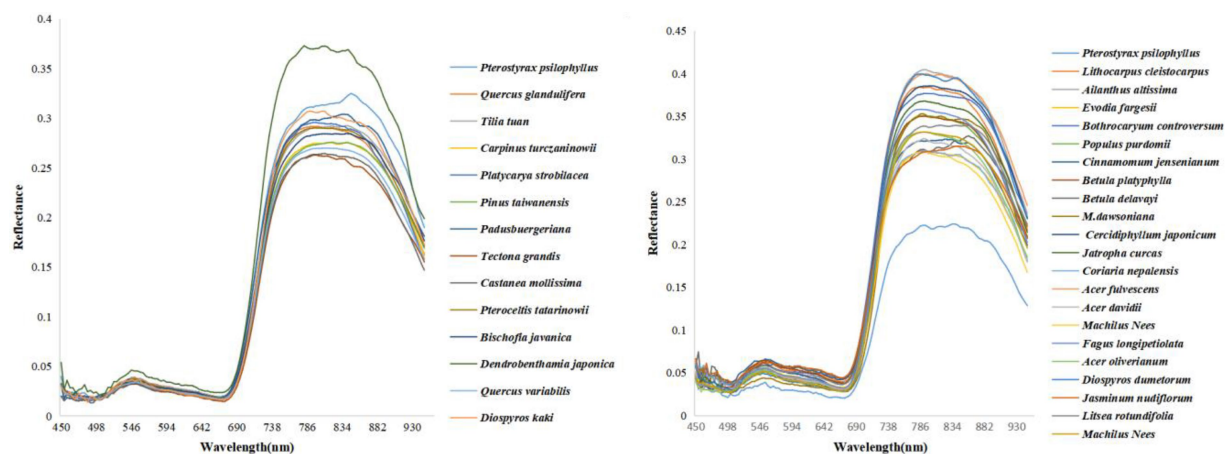 0.4
0.35
0.3
0.25
0.2
0.15
0.1
0.05
0
Reflectance
450 498 546 594 642 690 738 786 834 882 930
Wavelength(nm)
Pterostyrax psilophyllus
Quercus glandulifera
Tilia tuan
Carpinus turczaninowii
Platycarya strobilacea
Pinus taiwanensis
Padusbuergeriana
Tectona grandis
Castanea mollissima
Pteroceltis tatarinowii
Bischofla javanica
Dendrobenthamia japonica
Quercus variabilis
Diospyros kaki
0.45
0.4
0.35
0.3
0.25
0.2
0.15
0.1
0.05
0
Reflectance
450 498 546 594 642 690 738 786 834 882 930
Wavelength(nm)
Pterostyrax psilophyllus
Lithocarpus cleistocarpus
Ailanthus altissima
Evodia fargesii
Bothrocaryum controversum
Populus purdomii
Cinnamomum jensenianum
Betula platyphylla
Betula delavayi
M.dawsoniana
Cercidiphyllum japonicum
Jatropha curcas
Coriaria nepalensis
Acer fulvescens
Acer davidii
Machilus Nees
Fagus longipetiolata
Acer oliverianum
Diospyros dumetorum
Jasminum nudiflorum
Litsea rotundifolia
Machilus Nees